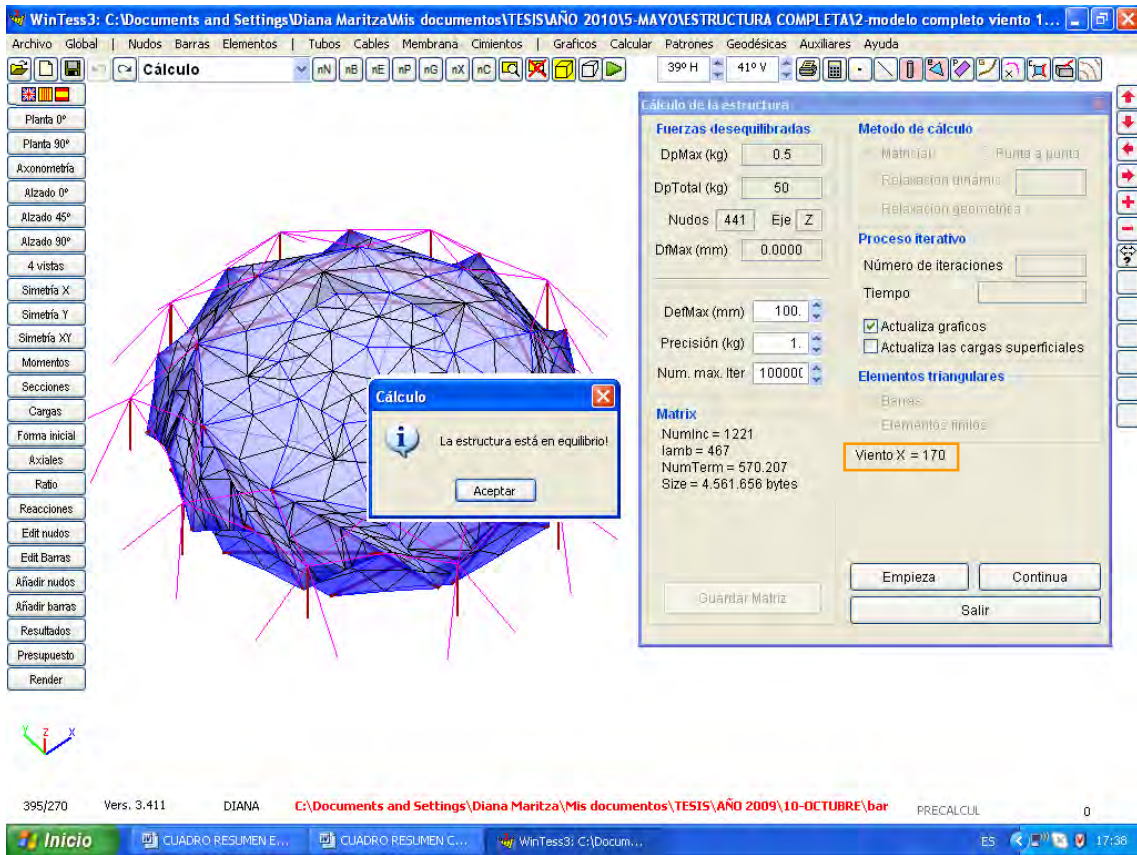 WinTess3: C:\Documents and Settings\Diana Maritza\Mis documentos\TESIS\AÑO 2010\5-MAYO\ESTRUCTURA COMPLETA\2-modelo completo viento 1...
Archivo Global | Nudos Barras Elementos | Tubos Cables Membrana Cimientos | Graficos Calcular Patrones Geodésicas Auxiliares Ayuda
Cálculo nN nB nE nP nG nX nC 39º H 41º V
Planta 0º
Planta 90º
Axonometría
Alzado 0º
Alzado 45º
Alzado 90º
4 vistas
Simetría X
Simetría Y
Simetría XY
Momentos
Secciones
Cargas
Forma inicial
Axiales
Ratio
Reacciones
Edit nudos
Edit Barras
Añadir nudos
Añadir barras
Resultados
Presupuesto
Render
Cálculo de la estructura
Fuerzas desequilibradas
DpMax (kg) 0.5
DpTotal (kg) 50
Nudos 441 Eje Z
DfMax (mm) 0.0000
DefMax (mm) 100.
Precisión (kg) 1.
Num. max. Iter 10000(
Matrix
NumInc = 1221
Iamb = 467
NumTerm = 570.207
Size = 4.561.656 bytes
Guardar Matriz
Metodo de cálculo
Matricial Punto a punto
Relaxación dinámic
Relaxación geométrica
Proceso iterativo
Número de iteraciones
Tiempo
Actualiza graficos
Actualiza las cargas superficiales
Elementos triangulares
Barras
Elementos finitos
Viento X = 170
Empieza Continua
Salir
Cálculo
La estructura está en equilibrio!
Aceptar
Y Z X
395/270 Vers. 3.411 DIANA C:\Documents and Settings\Diana Maritza\Mis documentos\TESIS\AÑO 2009\10-OCTUBRE\bar PRECALCUL 0
Inicio CUADRO RESUMEN E... CUADRO RESUMEN C... WinTess3: C:\Docum... ES 17:38